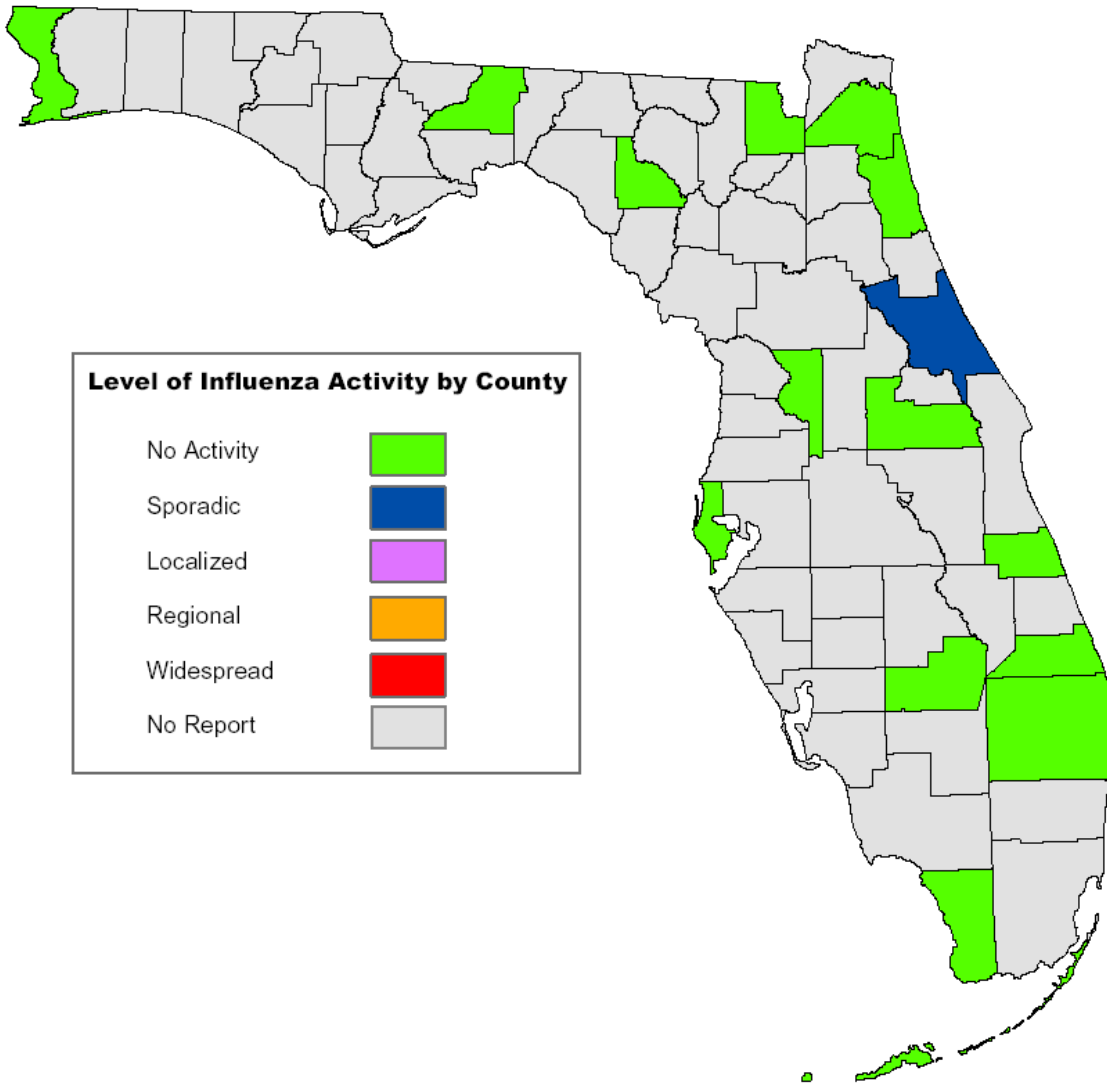 Level of Influenza Activity by County
No Activity
Sporadic
Localized
Regional
Widespread
No Report